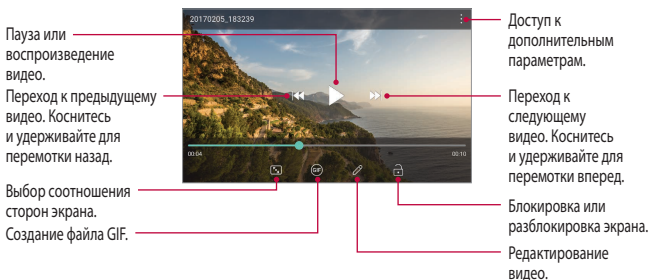 Пауза или
воспроизведение
видео.
Переход к предыдущему
видео. Коснитесь
и удерживайте для
перемотки назад.
Выбор соотношения
сторон экрана.
Создание файла GIF.
20170205_183239
00:04
00:10
GIF
Доступ к
дополнительным
параметрам.
Переход к
следующему
видео. Коснитесь
и удерживайте для
перемотки вперед.
Блокировка или
разблокировка экрана.
Редактирование
видео.